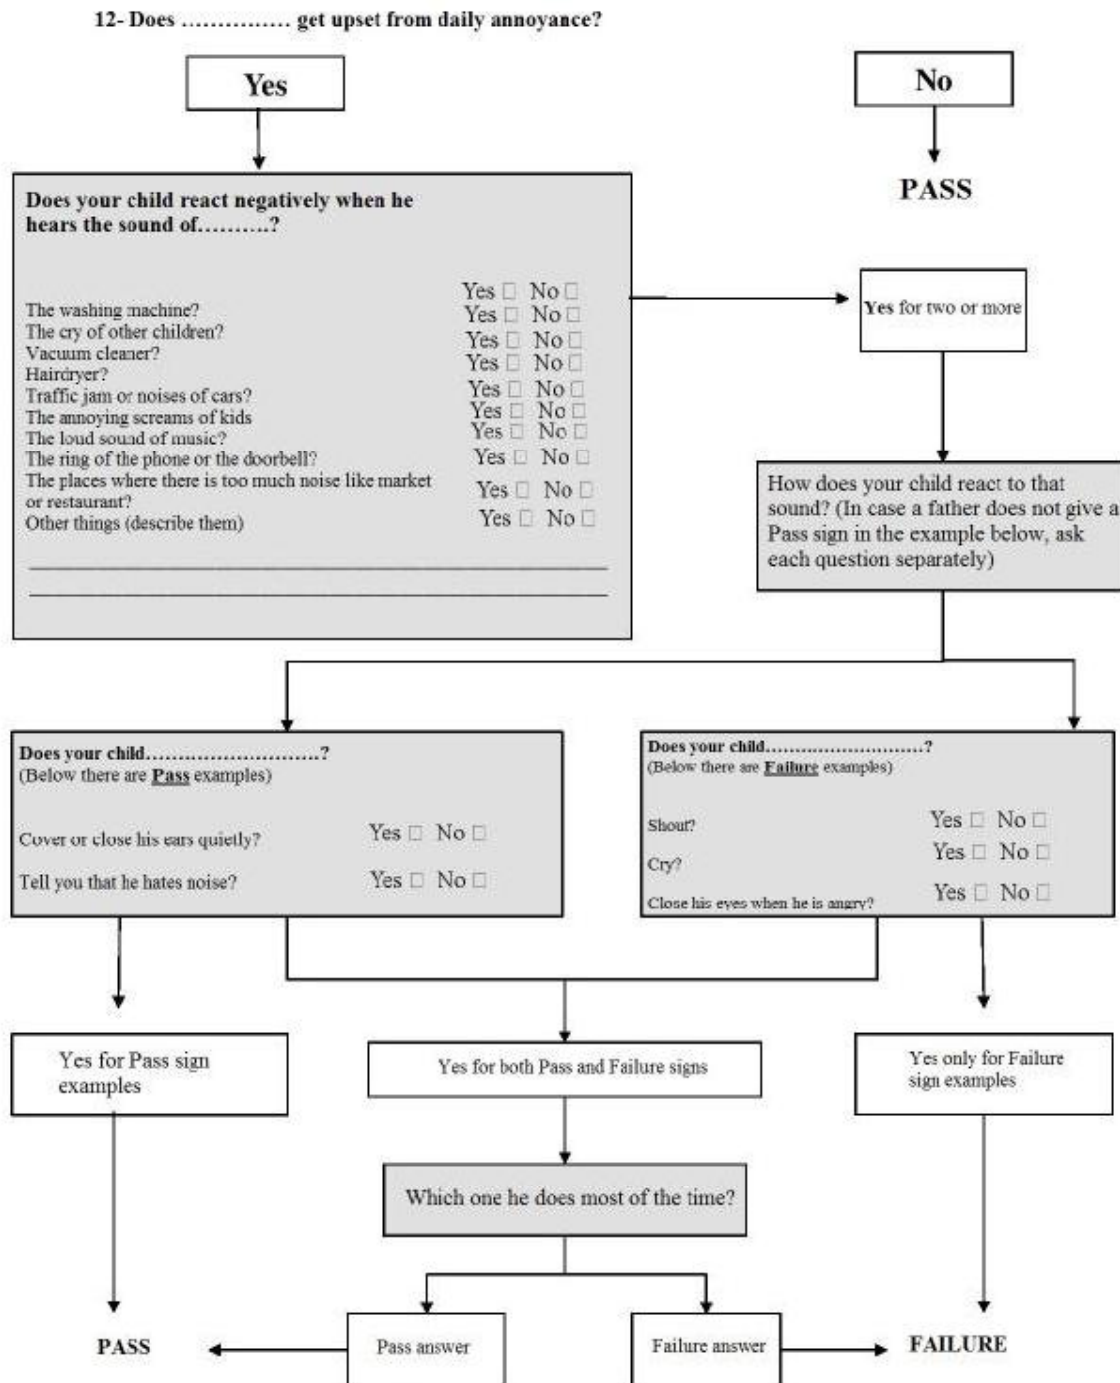 12- Does …………… get upset from daily annoyance?
Yes
No
PASS
Does your child react negatively when he
hears the sound of……….?
Yes □ No □
The washing machine?
Yes □ No □
The cry of other children?
Yes □ No □
Vacuum cleaner?
Yes □ No □
Hairdryer?
Yes □ No □
Traffic jam or noises of cars?
Yes □ No □
The annoying screams of kids
Yes □ No □
The loud sound of music?
Yes □ No □
The ring of the phone or the doorbell?
The places where there is too much noise like market
Yes □ No □
or restaurant?
Yes □ No □
Other things (describe them)
Yes for two or more
How does your child react to that
sound? (In case a father does not give a
Pass sign in the example below, ask
each question separately)
Does your child……………………….?
(Below there are Pass examples)
Cover or close his ears quietly? Yes □ No □
Tell you that he hates noise? Yes □ No □
Does your child………………………?
(Below there are Failure examples)
Shout? Yes □ No □
Cry? Yes □ No □
Close his eyes when he is angry? Yes □ No □
Yes for Pass sign
examples
Yes for both Pass and Failure signs
Yes only for Failure
sign examples
Which one he does most of the time?
PASS
Pass answer
Failure answer
FAILURE